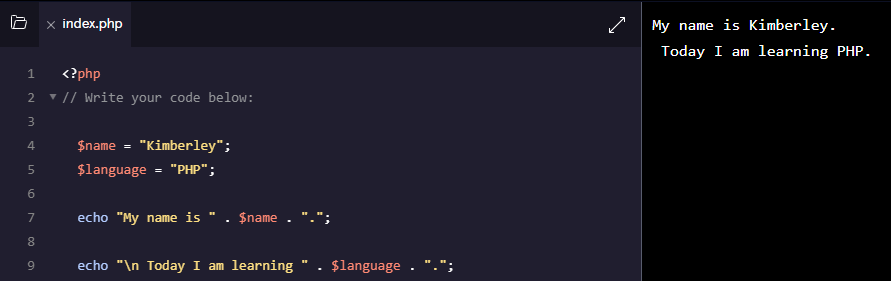 index.php
My name is Kimberley.
Today I am learning PHP.
1 <?php
2 // Write your code below:
3
4 $name = "Kimberley";
5 $language = "PHP";
6
7 echo "My name is " . $name . ".";
8
9 echo "\n Today I am learning " . $language . ".";